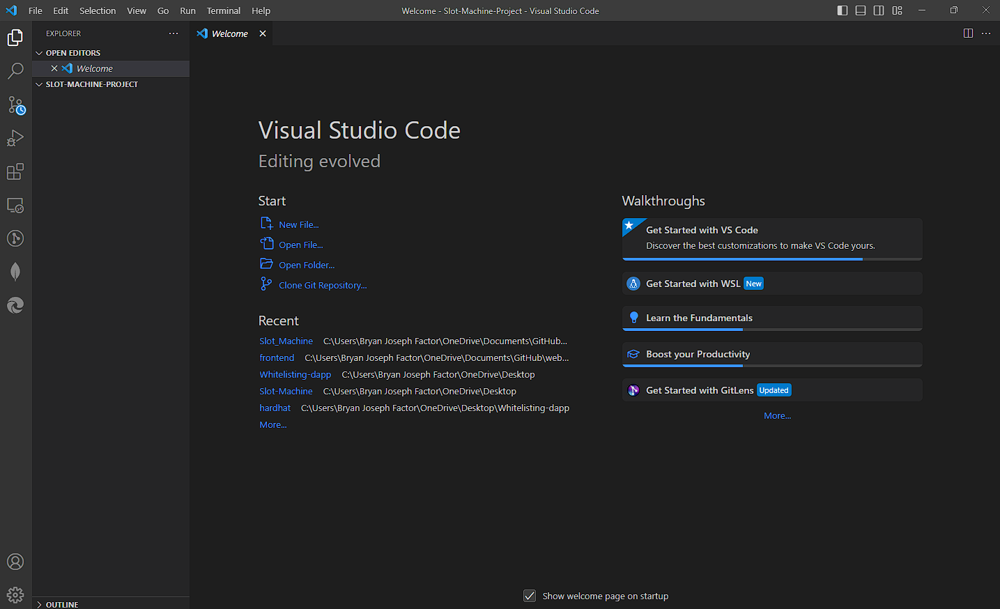 File Edit Selection View Go Run Terminal Help Welcome - Slot-Machine-Project - Visual Studio Code
EXPLORER
Welcome
OPEN EDITORS
Welcome
SLOT-MACHINE-PROJECT
OUTLINE
Visual Studio Code
Editing evolved
Start
New File...
Open File...
Open Folder...
Clone Git Repository...
Recent
Slot_Machine C:\Users\Bryan Joseph Factor\OneDrive\Documents\GitHub...
frontend C:\Users\Bryan Joseph Factor\OneDrive\Documents\GitHub\web...
Whitelisting-dapp C:\Users\Bryan Joseph Factor\OneDrive\Desktop
Slot-Machine C:\Users\Bryan Joseph Factor\OneDrive\Desktop
hardhat C:\Users\Bryan Joseph Factor\OneDrive\Desktop\Whitelisting-dapp
More...
Walkthroughs
Get Started with VS Code
Discover the best customizations to make VS Code yours.
Get Started with WSL New
Learn the Fundamentals
Boost your Productivity
Get Started with GitLens Updated
More...
Show welcome page on startup